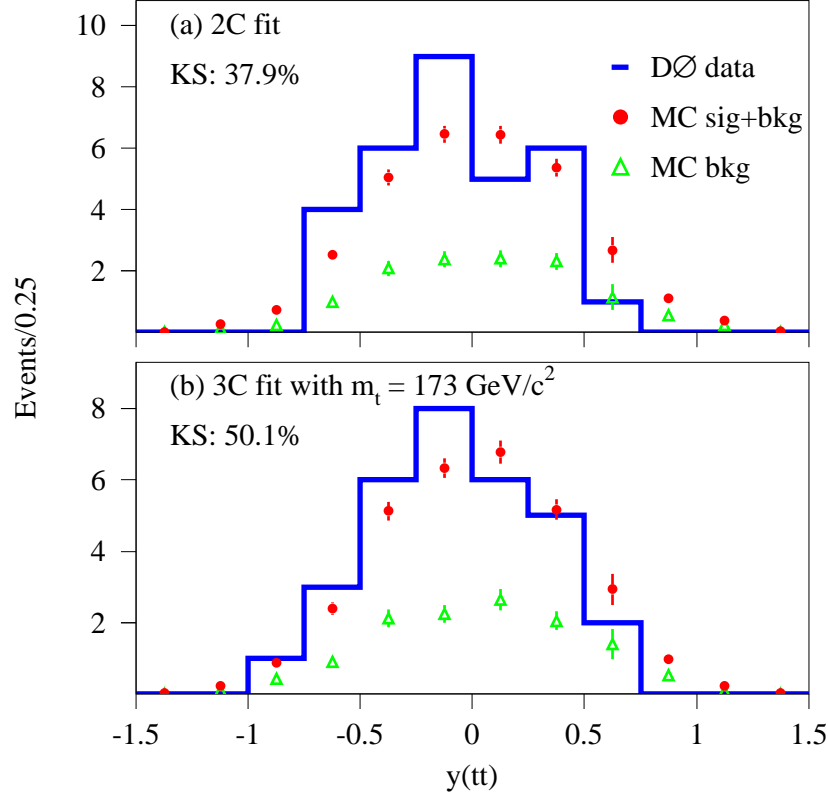 10
(a) 2C fit
KS: 37.9%
DØ data
MC sig+bkg
MC bkg
8
6
4
2
Events/0.25
(b) 3C fit with m_t = 173 GeV/c²
KS: 50.1%
8
6
4
2
-1.5 -1 -0.5 0 0.5 1 1.5
y(tt)